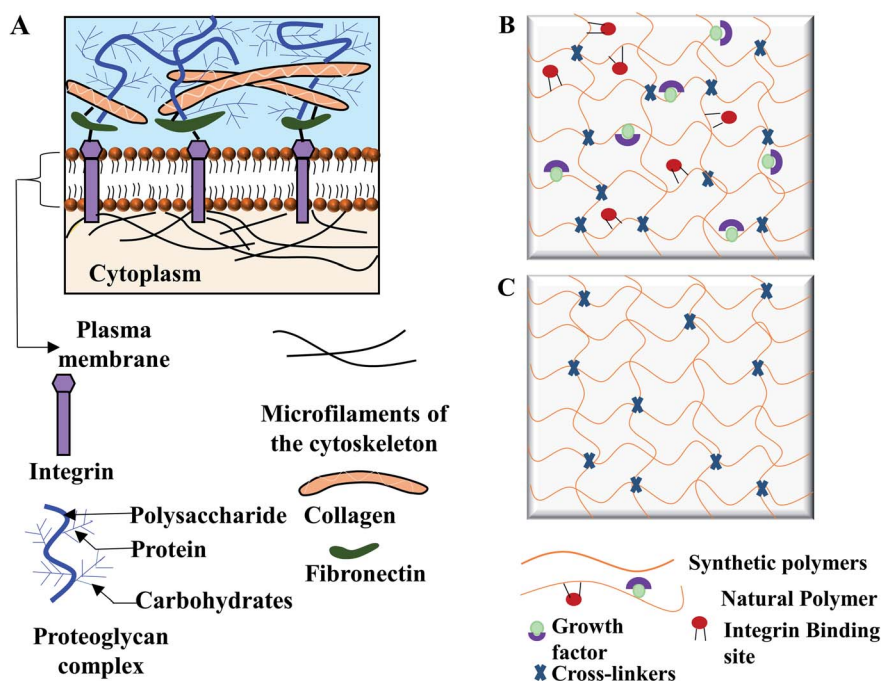 A
Cytoplasm
Plasma
membrane
Integrin
Microfilaments of
the cytoskeleton
Polysaccharide
Protein
Carbohydrates
Proteoglycan
complex
Collagen
Fibronectin
B
C
Synthetic polymers
Natural Polymer
Growth
factor
Integrin Binding
site
Cross-linkers